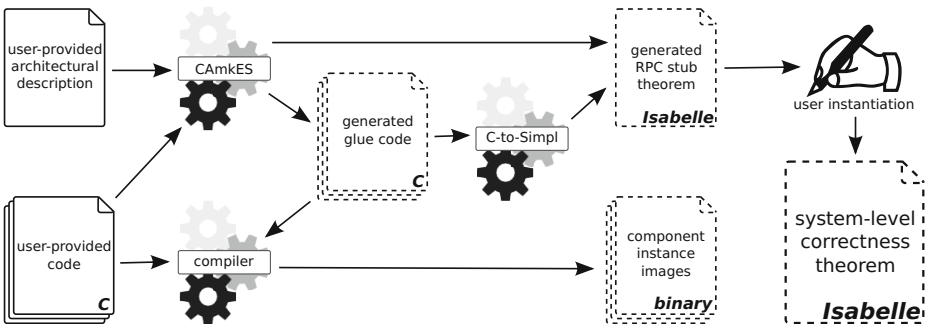 user-provided
architectural
description
CAmkES
generated
glue code
C
C-to-Simpl
generated
RPC stub
theorem
Isabelle
user instantiation
user-provided
code
C
compiler
component
instance
images
binary
system-level
correctness
theorem
Isabelle